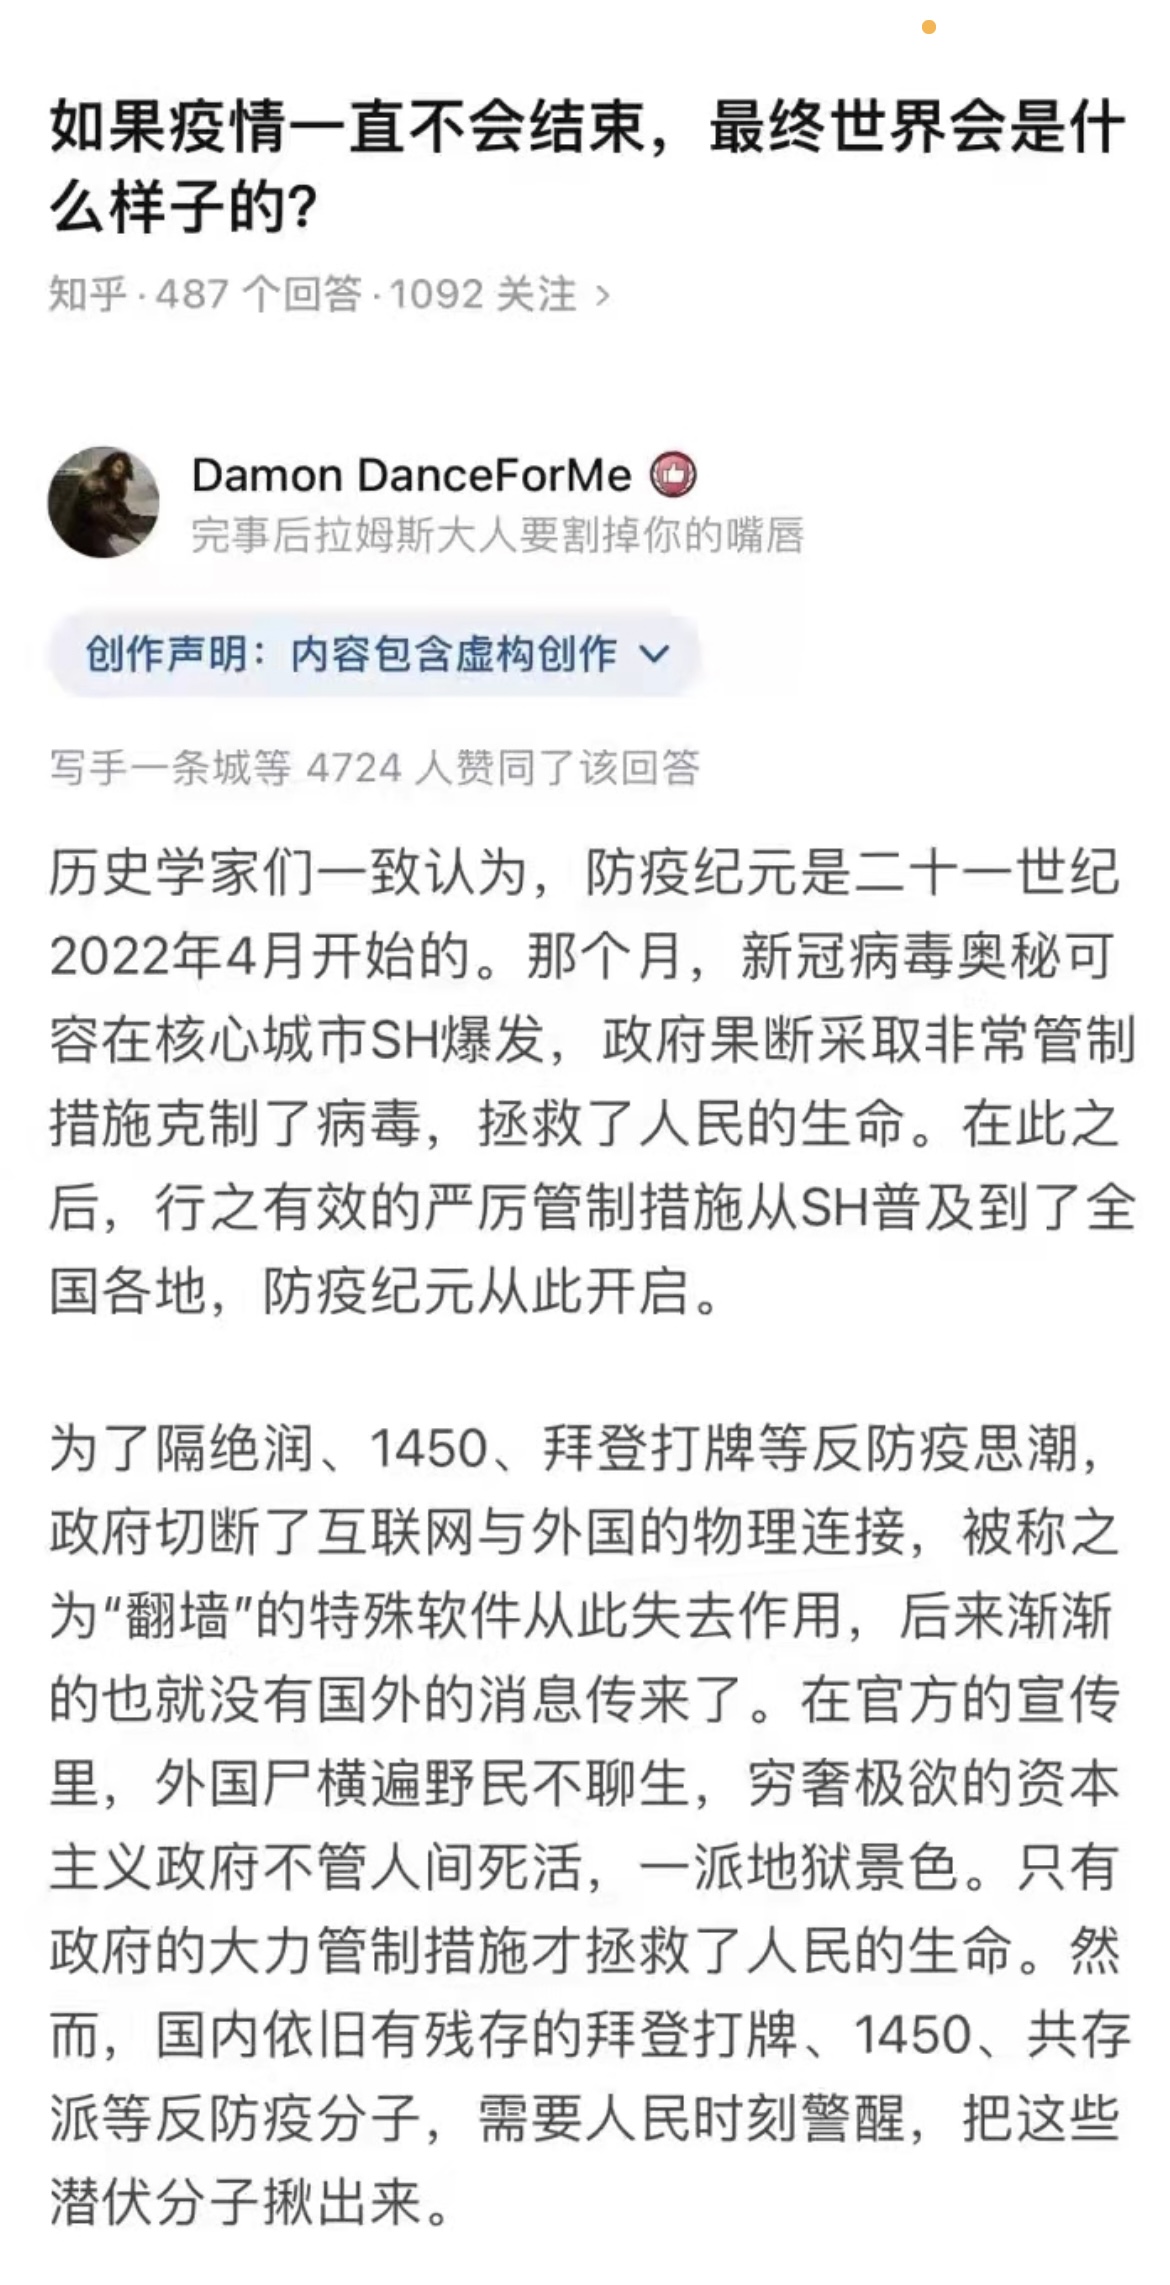 如果疫情一直不会结束，最终世界会是什
么样子的?
知乎 · 487 个回答 · 1092 关注 >
Damon DanceForMe
完事后拉姆斯大人要割掉你的嘴唇
创作声明：内容包含虚构创作
写手一条城等 4724 人赞同了该回答
历史学家们一致认为，防疫纪元是二十一世纪
2022年4月开始的。那个月，新冠病毒奥秘可
容在核心城市SH爆发，政府果断采取非常管制
措施克制了病毒，拯救了人民的生命。在此之
后，行之有效的严厉管制措施从SH普及到了全
国各地，防疫纪元从此开启。
为了隔绝润、1450、拜登打牌等反防疫思潮，
政府切断了互联网与外国的物理连接，被称之
为“翻墙”的特殊软件从此失去作用，后来渐渐
的也就没有国外的消息传来了。在官方的宣传
里，外国尸横遍野民不聊生，穷奢极欲的资本
主义政府不管人间死活，一派地狱景色。只有
政府的大力管制措施才拯救了人民的生命。然
而，国内依旧有残存的拜登打牌、1450、共存
派等反防疫分子，需要人民时刻警醒，把这些
潜伏分子揪出来。